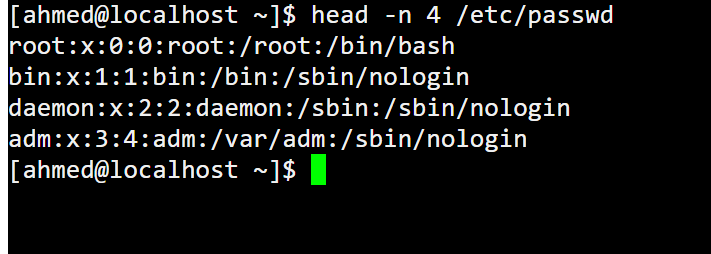 [ahmed@localhost ~]$ head -n 4 /etc/passwd
root:x:0:0:root:/root:/bin/bash
bin:x:1:1:bin:/bin:/sbin/nologin
daemon:x:2:2:daemon:/sbin:/sbin/nologin
adm:x:3:4:adm:/var/adm:/sbin/nologin
[ahmed@localhost ~]$